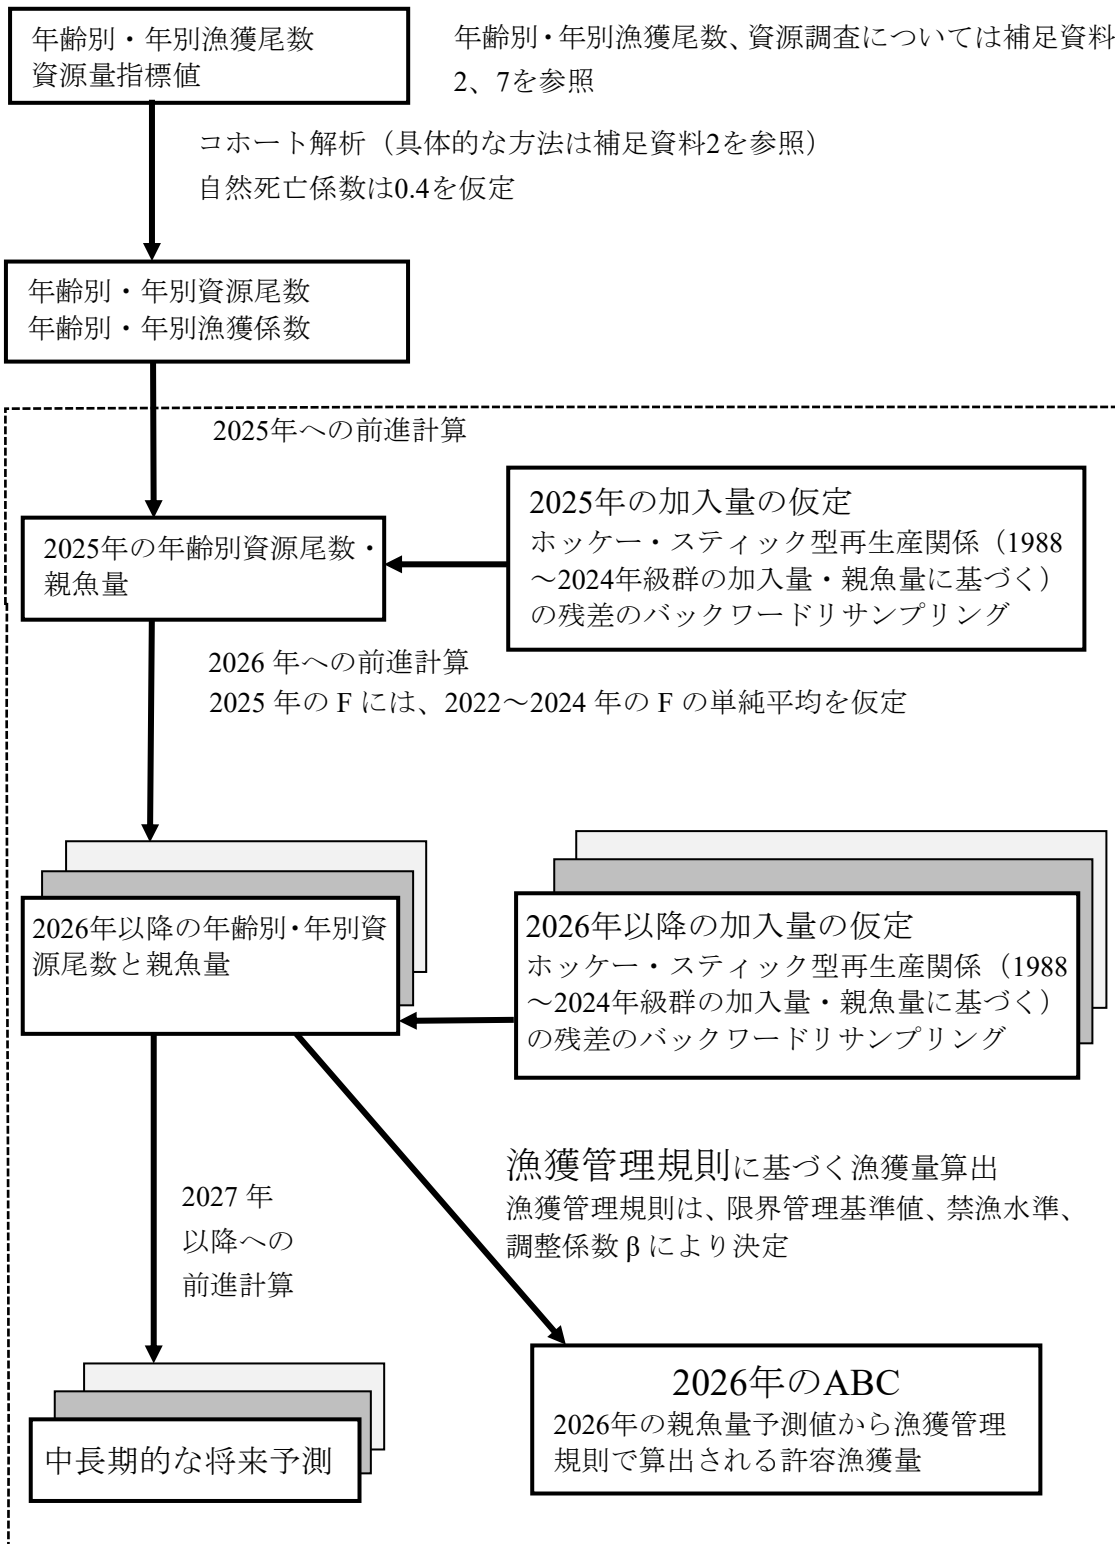 年齢別・年別漁獲尾数
資源量指標値
年齢別・年別漁獲尾数、資源調査については補足資料
2、7を参照
コホート解析（具体的な方法は補足資料2を参照）
自然死亡係数は0.4を仮定
年齢別・年別資源尾数
年齢別・年別漁獲係数
2025年への前進計算
2025年の年齢別資源尾数・
親魚量
2025年の加入量の仮定
ホッケー・スティック型再生産関係（1988
～2024年級群の加入量・親魚量に基づく）
の残差のバックワードリサンプリング
2026 年への前進計算
2025 年の F には、2022～2024 年の F の単純平均を仮定
2026年以降の年齢別・年別資
源尾数と親魚量
2026年以降の加入量の仮定
ホッケー・スティック型再生産関係（1988
～2024年級群の加入量・親魚量に基づく）
の残差のバックワードリサンプリング
2027 年
以降への
前進計算
漁獲管理規則に基づく漁獲量算出
漁獲管理規則は、限界管理基準値、禁漁水準、
調整係数 β により決定
中長期的な将来予測
2026年のABC
2026年の親魚量予測値から漁獲管理
規則で算出される許容漁獲量